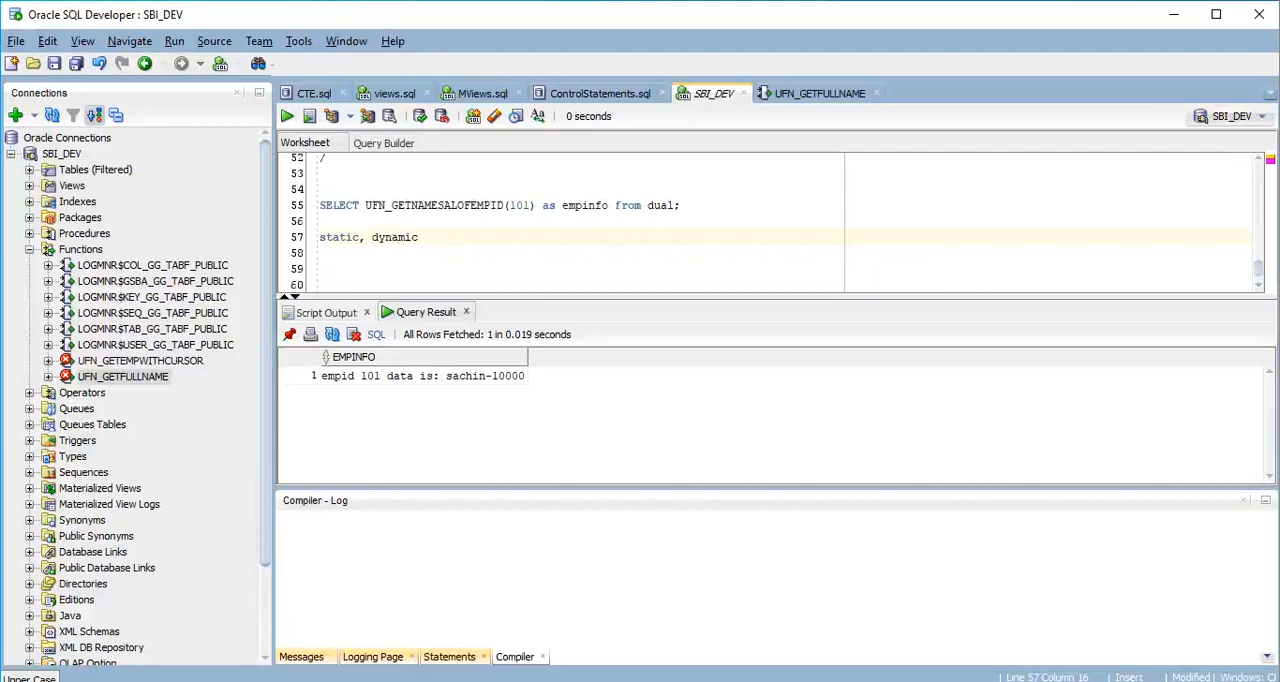 Oracle SQL Developer : SBI_DEV
File Edit View Navigate Run Source Team Tools Window Help
Connections
CTE.sql views.sql MViews.sql ControlStatements.sql SBI_DEV UFN_GETFULLNAME
0 seconds SBI_DEV
Worksheet Query Builder
Oracle Connections
SBI_DEV
Tables (Filtered)
Views
Indexes
Packages
Procedures
Functions
LOGMNR$COL_GG_TABF_PUBLIC
LOGMNR$GSBA_GG_TABF_PUBLIC
LOGMNR$KEY_GG_TABF_PUBLIC
LOGMNR$SEQ_GG_TABF_PUBLIC
LOGMNR$TAB_GG_TABF_PUBLIC
LOGMNR$USER_GG_TABF_PUBLIC
UFN_GETEMPWITHCURSOR
UFN_GETFULLNAME
Operators
Queues
Queues Tables
Triggers
Types
Sequences
Materialized Views
Materialized View Logs
Synonyms
Public Synonyms
Database Links
Public Database Links
Directories
Editions
Java
XML Schemas
XML DB Repository
OLAP Option
52 /
53
54
55 SELECT UFN_GETNAMESALOFEMPID(101) as empinfo from dual;
56
57 static, dynamic
58
59
60
Script Output Query Result
SQL All Rows Fetched: 1 in 0.019 seconds
EMPINFO
1 empid 101 data is: sachin-10000
Compiler - Log
Messages Logging Page Statements Compiler
Upper Case
Line 57 Column 16 Insert Modified Windows: C